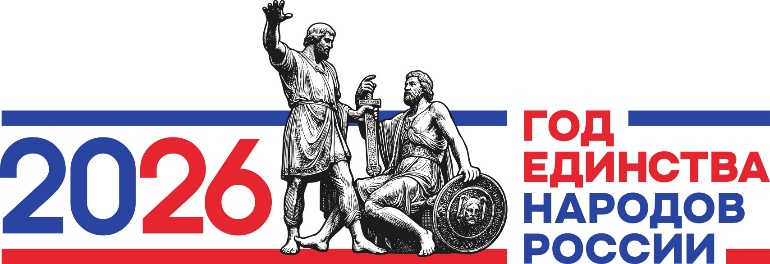 2026
ГОД
ЕДИНСТВА
НАРОДОВ
РОССИИ